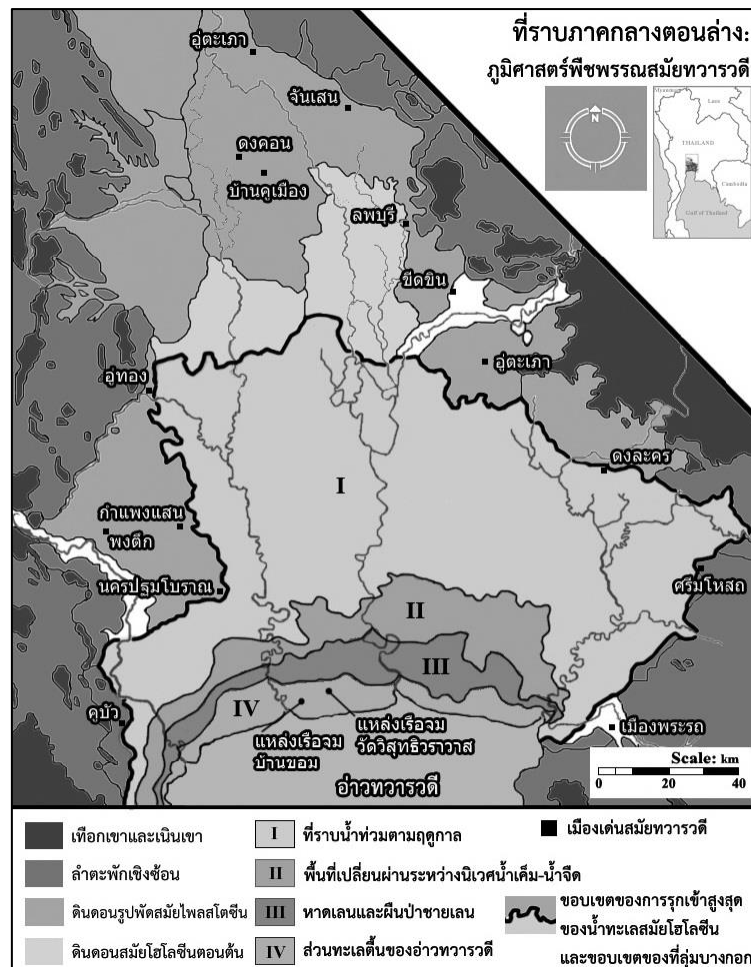 ที่ราบภาคกลางตอนล่าง:
ภูมิศาสตร์พืชพรรณสมัยทวารวดี
N
Myanmar
Laos
THAILAND
Cambodia
Gulf of Thailand
อู่ตะเภา
จันเสน
ดงคอน
บ้านคูเมือง
ลพบุรี
ขีดขิน
อู่ตะเภา
อู่ทอง
ดงละคร
I
กำแพงแสน
พงตึก
นครปฐมโบราณ
ศรีมโหสถ
II
III
IV
คูบัว
แหล่งเรือจม
บ้านขอม
แหล่งเรือจม
วัดวิสุทธิวราวาส
เมืองพระรถ
อ่าวทวารวดี
Scale: km
0 20 40
เทือกเขาและเนินเขา
I ที่ราบน้ำท่วมตามฤดูกาล
เมืองเด่นสมัยทวารวดี
ลำตะพักเชิงซ้อน
II พื้นที่เปลี่ยนผ่านระหว่างนิเวศน้ำเค็ม-น้ำจืด
ดินดอนรูปพัดสมัยไพลสโตซีน
III หาดเลนและผืนป่าชายเลน
ดินดอนสมัยโฮโลซีนตอนต้น
IV ส่วนทะเลตื้นของอ่าวทวารวดี
ขอบเขตของการรุกเข้าสูงสุด
ของน้ำทะเลสมัยโฮโลซีน
และขอบเขตของที่ลุ่มบางกอก